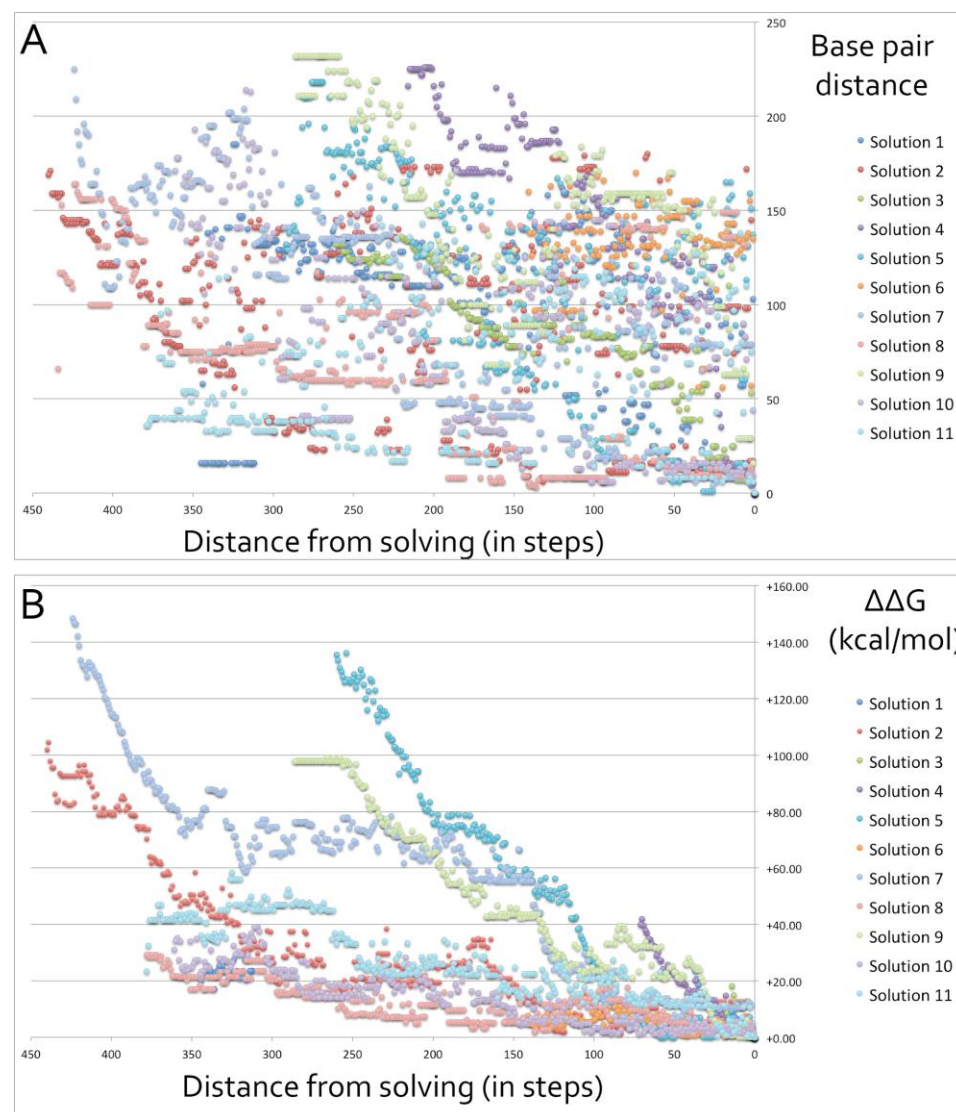 A
250
200
150
100
50
0
450 400 350 300 250 200 150 100 50 0
Distance from solving (in steps)
Base pair
distance
Solution 1
Solution 2
Solution 3
Solution 4
Solution 5
Solution 6
Solution 7
Solution 8
Solution 9
Solution 10
Solution 11
B
+160.00
+140.00
+120.00
+100.00
+80.00
+60.00
+40.00
+20.00
+0.00
450 400 350 300 250 200 150 100 50 0
Distance from solving (in steps)
ΔΔG
(kcal/mol)
Solution 1
Solution 2
Solution 3
Solution 4
Solution 5
Solution 6
Solution 7
Solution 8
Solution 9
Solution 10
Solution 11